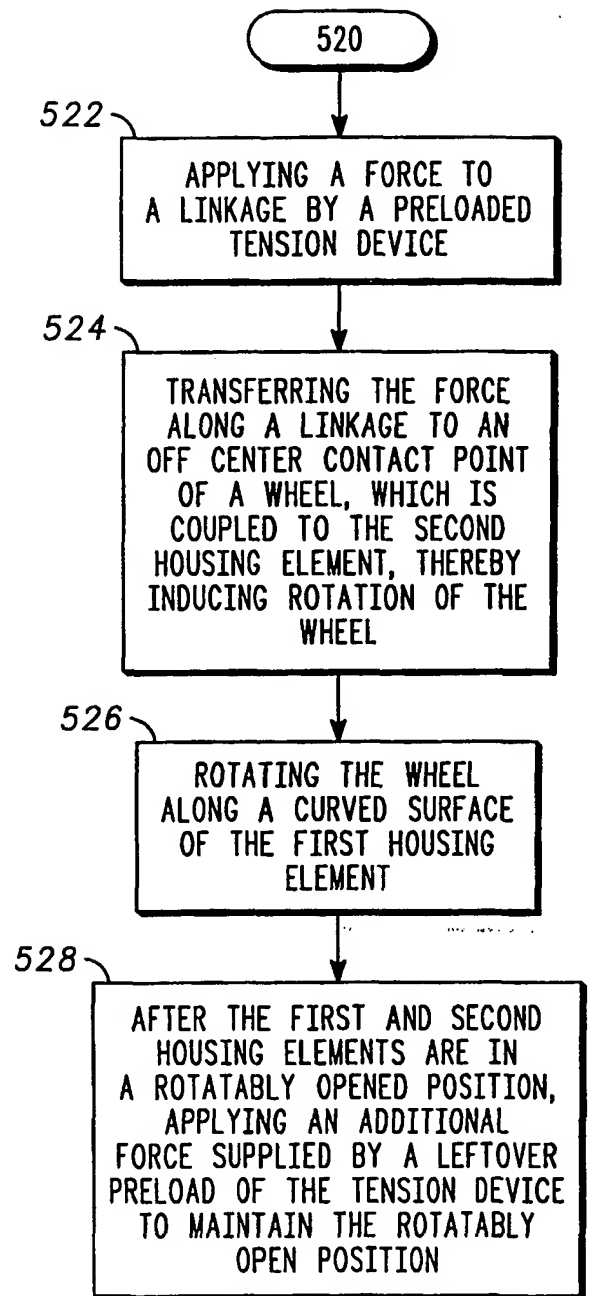 520
522
APPLYING A FORCE TO
A LINKAGE BY A PRELOADED
TENSION DEVICE
524
TRANSFERRING THE FORCE
ALONG A LINKAGE TO AN
OFF CENTER CONTACT POINT
OF A WHEEL, WHICH IS
COUPLED TO THE SECOND
HOUSING ELEMENT, THEREBY
INDUCING ROTATION OF THE
WHEEL
526
ROTATING THE WHEEL
ALONG A CURVED SURFACE
OF THE FIRST HOUSING
ELEMENT
528
AFTER THE FIRST AND SECOND
HOUSING ELEMENTS ARE IN
A ROTATABLY OPENED POSITION,
APPLYING AN ADDITIONAL
FORCE SUPPLIED BY A LEFTOVER
PRELOAD OF THE TENSION DEVICE
TO MAINTAIN THE ROTATABLY
OPEN POSITION